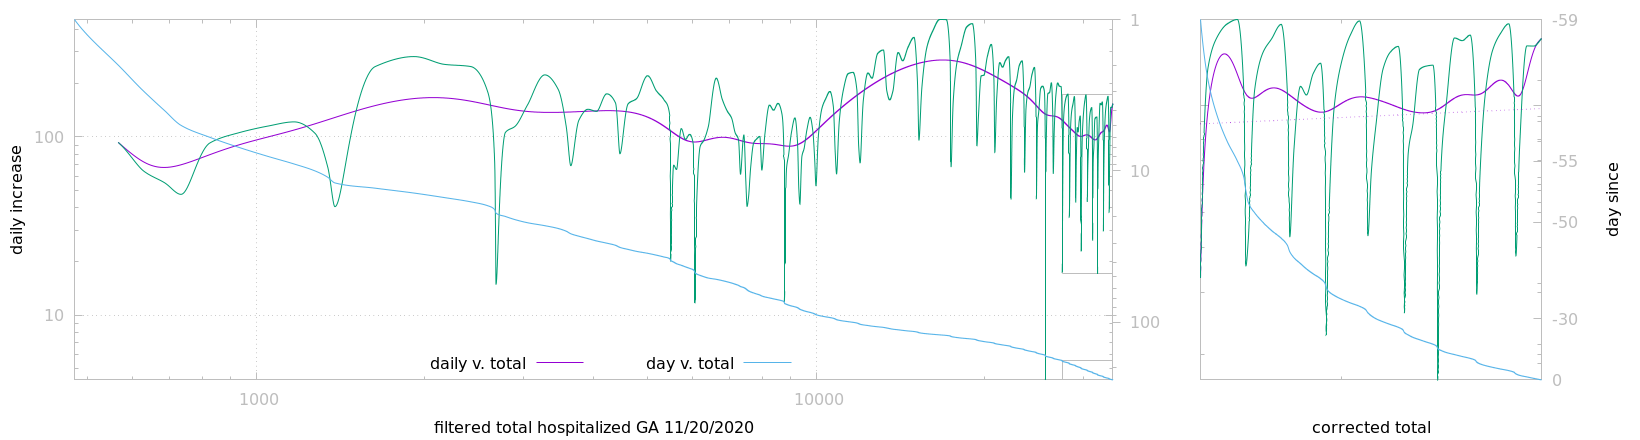 1
-59
daily increase
100
10
-55
-50
day since
10
100
-30
daily v. total
day v. total
0
1000
10000
filtered total hospitalized GA 11/20/2020
corrected total